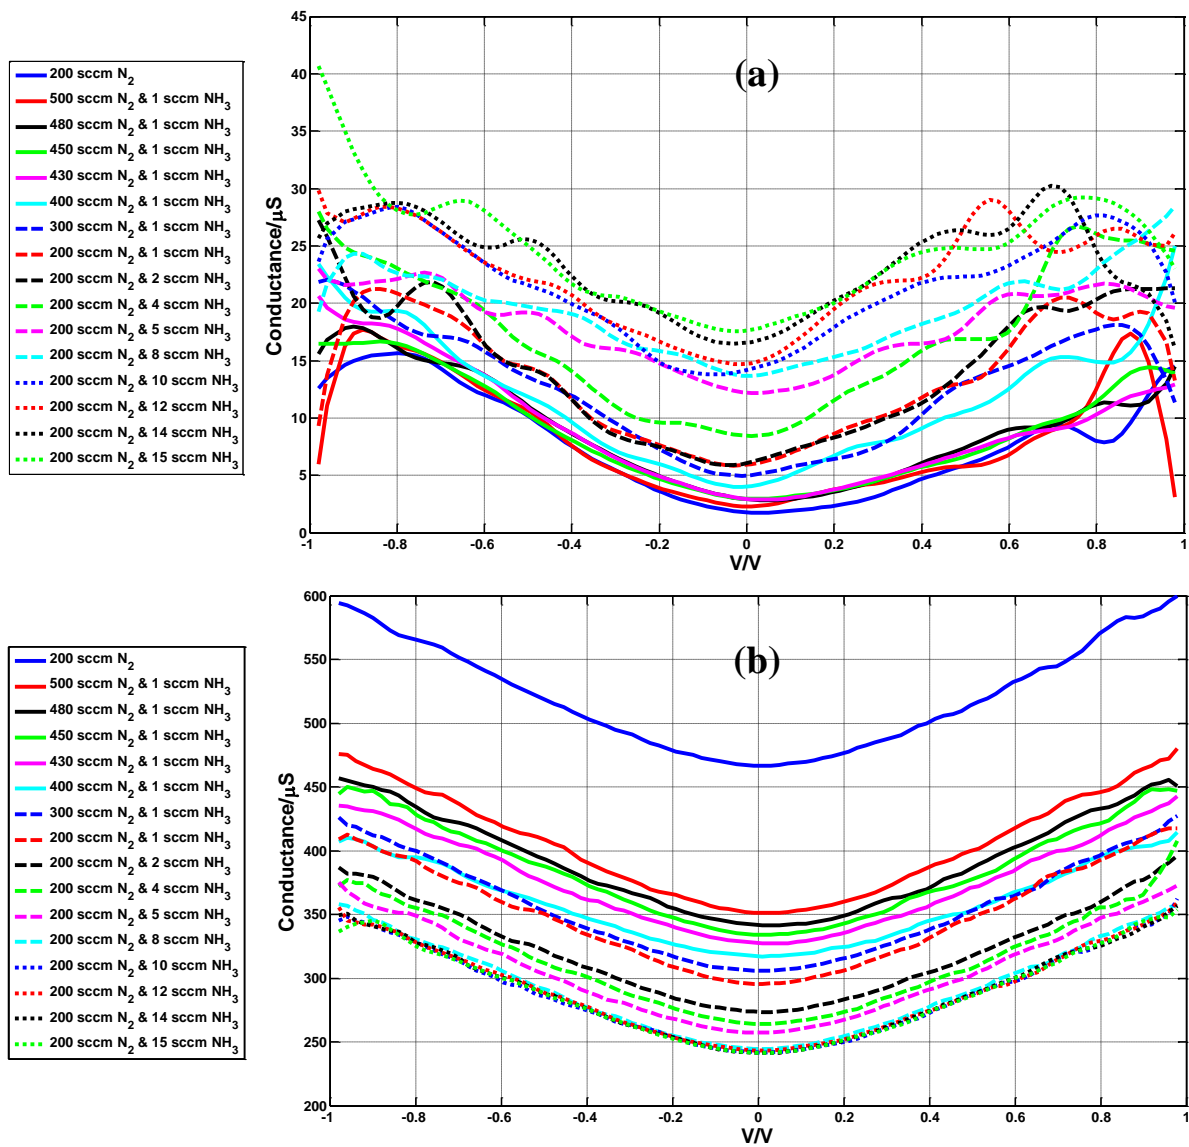 45
40
35
30
25
20
15
10
5
0
Conductance/µS
(a)
-1 -0.8 -0.6 -0.4 -0.2 0 0.2 0.4 0.6 0.8 1
V/V
200 sccm N2
500 sccm N2 & 1 sccm NH3
480 sccm N2 & 1 sccm NH3
450 sccm N2 & 1 sccm NH3
430 sccm N2 & 1 sccm NH3
400 sccm N2 & 1 sccm NH3
300 sccm N2 & 1 sccm NH3
200 sccm N2 & 1 sccm NH3
200 sccm N2 & 2 sccm NH3
200 sccm N2 & 4 sccm NH3
200 sccm N2 & 5 sccm NH3
200 sccm N2 & 8 sccm NH3
200 sccm N2 & 10 sccm NH3
200 sccm N2 & 12 sccm NH3
200 sccm N2 & 14 sccm NH3
200 sccm N2 & 15 sccm NH3
600
550
500
450
400
350
300
250
200
Conductance/µS
(b)
-1 -0.8 -0.6 -0.4 -0.2 0 0.2 0.4 0.6 0.8 1
V/V
200 sccm N2
500 sccm N2 & 1 sccm NH3
480 sccm N2 & 1 sccm NH3
450 sccm N2 & 1 sccm NH3
430 sccm N2 & 1 sccm NH3
400 sccm N2 & 1 sccm NH3
300 sccm N2 & 1 sccm NH3
200 sccm N2 & 1 sccm NH3
200 sccm N2 & 2 sccm NH3
200 sccm N2 & 4 sccm NH3
200 sccm N2 & 5 sccm NH3
200 sccm N2 & 8 sccm NH3
200 sccm N2 & 10 sccm NH3
200 sccm N2 & 12 sccm NH3
200 sccm N2 & 14 sccm NH3
200 sccm N2 & 15 sccm NH3